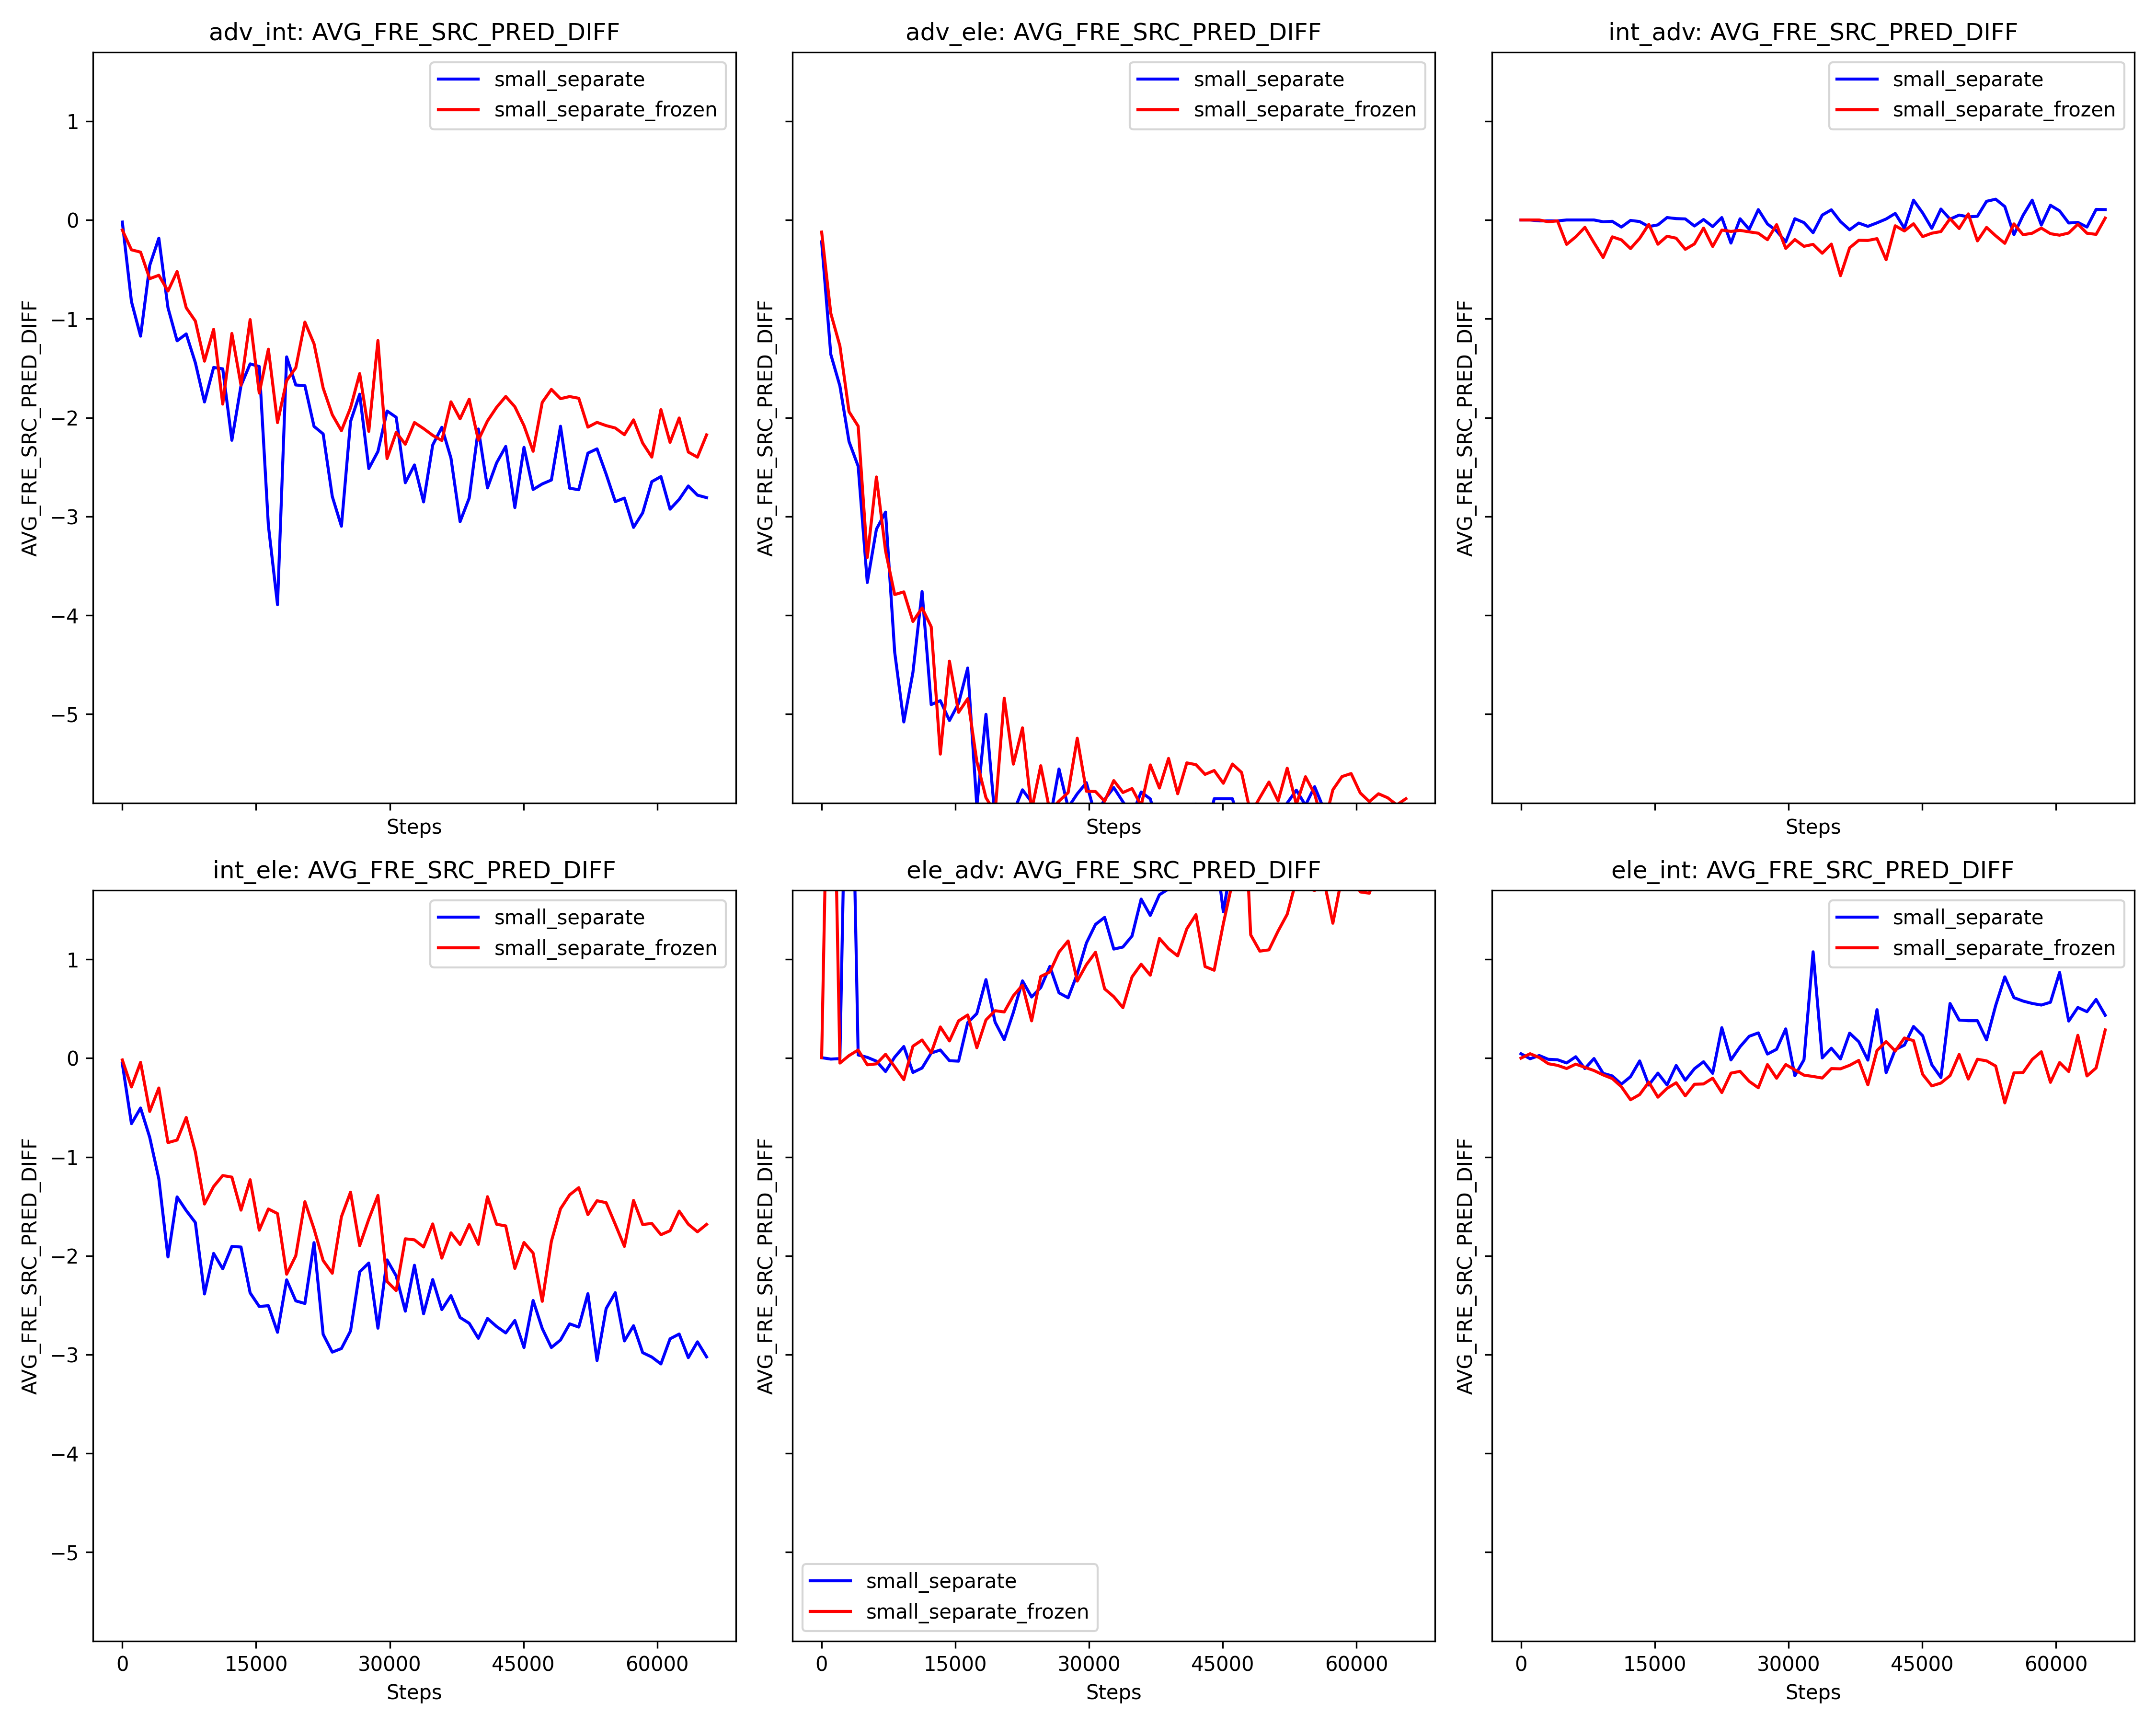 adv_int: AVG_FRE_SRC_PRED_DIFF
AVG_FRE_SRC_PRED_DIFF
1
0
−1
−2
−3
−4
−5
small_separate
small_separate_frozen
Steps
adv_ele: AVG_FRE_SRC_PRED_DIFF
AVG_FRE_SRC_PRED_DIFF
small_separate
small_separate_frozen
Steps
int_adv: AVG_FRE_SRC_PRED_DIFF
AVG_FRE_SRC_PRED_DIFF
small_separate
small_separate_frozen
Steps
int_ele: AVG_FRE_SRC_PRED_DIFF
AVG_FRE_SRC_PRED_DIFF
1
0
−1
−2
−3
−4
−5
small_separate
small_separate_frozen
0 15000 30000 45000 60000
Steps
ele_adv: AVG_FRE_SRC_PRED_DIFF
AVG_FRE_SRC_PRED_DIFF
small_separate
small_separate_frozen
0 15000 30000 45000 60000
Steps
ele_int: AVG_FRE_SRC_PRED_DIFF
AVG_FRE_SRC_PRED_DIFF
small_separate
small_separate_frozen
0 15000 30000 45000 60000
Steps